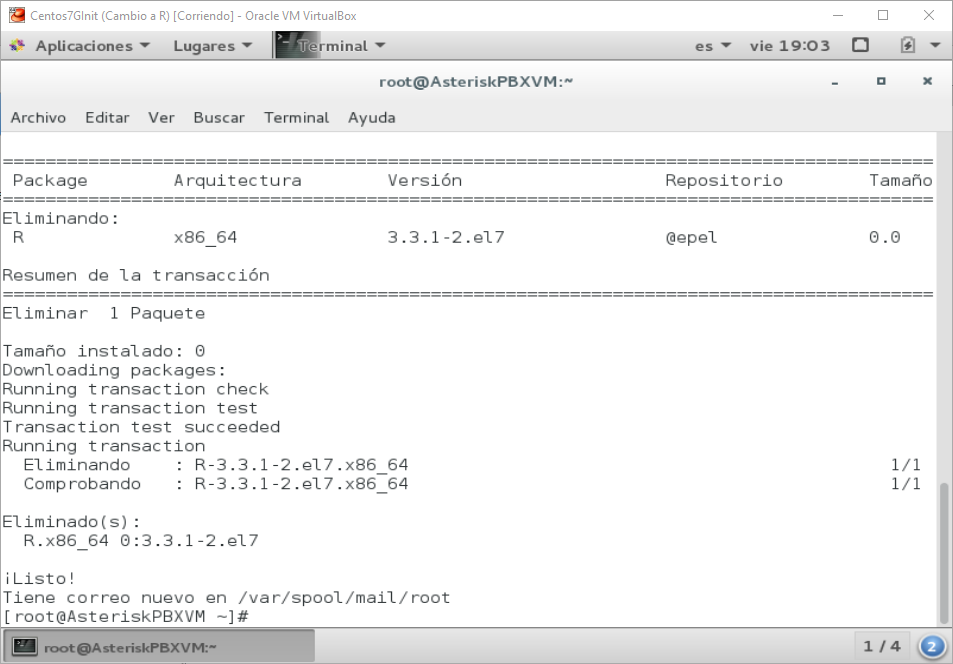 Centos7GInit (Cambio a R) [Corriendo] - Oracle VM VirtualBox
Aplicaciones Lugares Terminal es vie 19:03
root@AsteriskPBXVM:~
Archivo Editar Ver Buscar Terminal Ayuda
================================================================================
Package Arquitectura Versión Repositorio Tamaño
================================================================================
Eliminando:
R x86_64 3.3.1-2.el7 @epel 0.0
Resumen de la transacción
================================================================================
Eliminar 1 Paquete
Tamaño instalado: 0
Downloading packages:
Running transaction check
Running transaction test
Transaction test succeeded
Running transaction
Eliminando : R-3.3.1-2.el7.x86_64 1/1
Comprobando : R-3.3.1-2.el7.x86_64 1/1
Eliminado(s):
R.x86_64 0:3.3.1-2.el7
¡Listo!
Tiene correo nuevo en /var/spool/mail/root
[root@AsteriskPBXVM ~]#
root@AsteriskPBXVM:~ 1 / 4 2